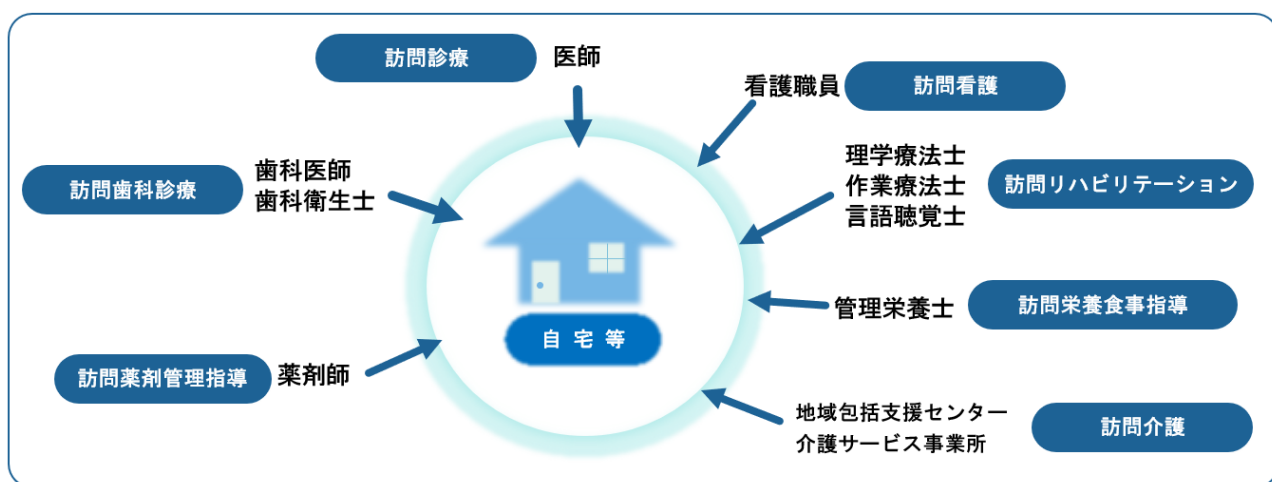 訪問診療
医師
看護職員
訪問看護
訪問歯科診療
歯科医師
歯科衛生士
理学療法士
作業療法士
言語聴覚士
訪問リハビリテーション
自宅等
管理栄養士
訪問栄養食事指導
訪問薬剤管理指導
薬剤師
地域包括支援センター
介護サービス事業所
訪問介護